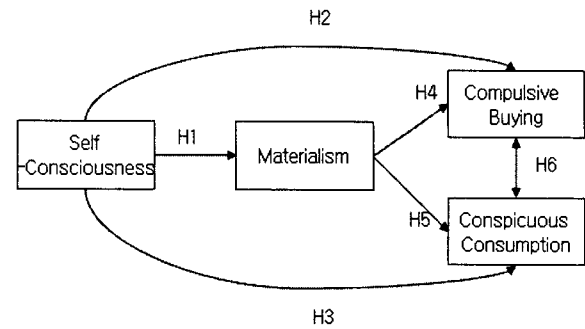 H2
H4
Compulsive
Buying
Self
-Consciousness
H1
Materialism
H6
H5
Conspicuous
Consumption
H3